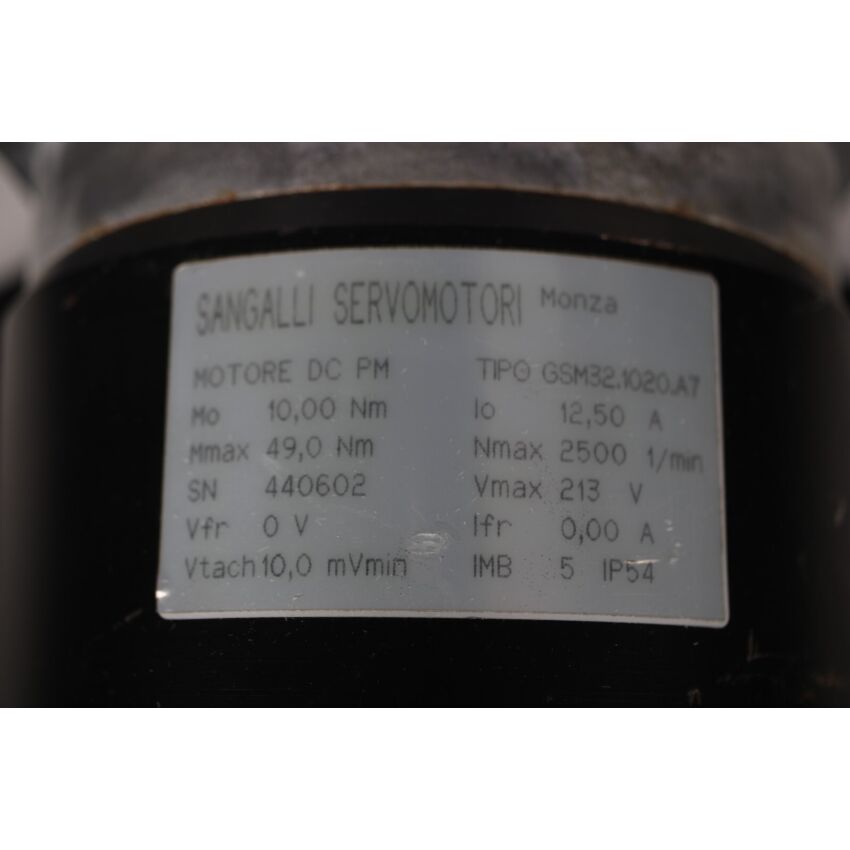 SANGALLI SERVOMOTORI Monza
MOTORE DC PM TIPO GSM32.1020.A7
Mo 10,00 Nm Io 12,50 A
Mmax 49,0 Nm Nmax 2500 1/min
SN 440602 Vmax 213 V
Vfr 0 V Ifr 0,00 A
Vtach 10,0 mVmin IMB 5 IP54